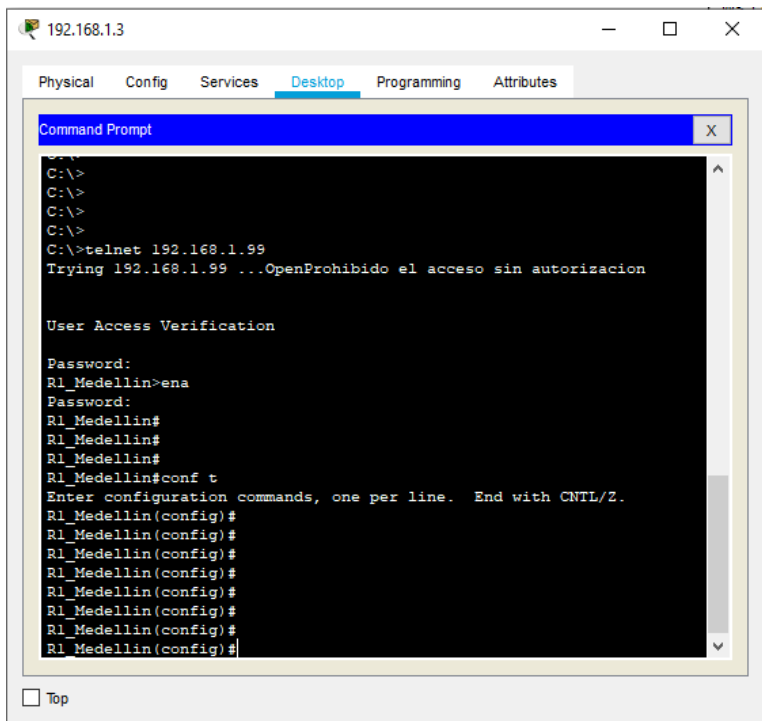 192.168.1.3
Physical Config Services Desktop Programming Attributes
Command Prompt
X
C:\>
C:\>
C:\>
C:\>
C:\>telnet 192.168.1.99
Trying 192.168.1.99 ...OpenProhibido el acceso sin autorizacion
User Access Verification
Password:
R1_Medellin>ena
Password:
R1_Medellin#
R1_Medellin#
R1_Medellin#
R1_Medellin#conf t
Enter configuration commands, one per line.  End with CNTL/Z.
R1_Medellin(config)#
R1_Medellin(config)#
R1_Medellin(config)#
R1_Medellin(config)#
R1_Medellin(config)#
R1_Medellin(config)#
R1_Medellin(config)#
R1_Medellin(config)#
Top